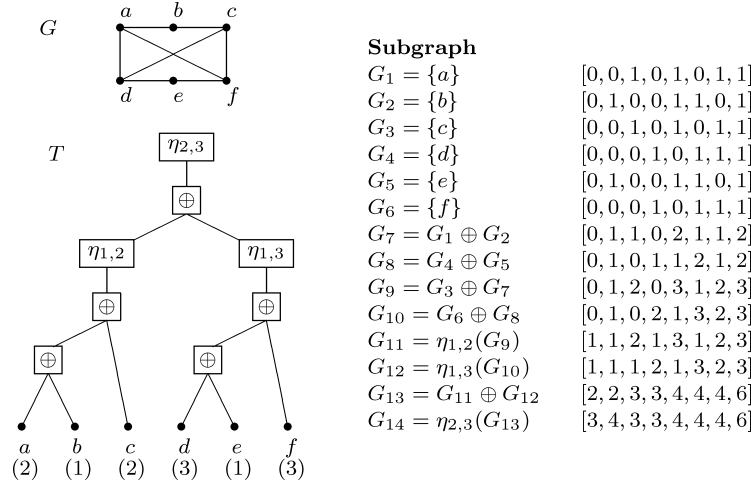 G
a b c
d e f
T
η2,3
⊕
η1,2 η1,3
⊕ ⊕
⊕ ⊕
a b c d e f
(2) (1) (2) (3) (1) (3)
Subgraph
G1 = {a} [0, 0, 1, 0, 1, 0, 1, 1]
G2 = {b} [0, 1, 0, 0, 1, 1, 0, 1]
G3 = {c} [0, 0, 1, 0, 1, 0, 1, 1]
G4 = {d} [0, 0, 0, 1, 0, 1, 1, 1]
G5 = {e} [0, 1, 0, 0, 1, 1, 0, 1]
G6 = {f} [0, 0, 0, 1, 0, 1, 1, 1]
G7 = G1 ⊕ G2 [0, 1, 1, 0, 2, 1, 1, 2]
G8 = G4 ⊕ G5 [0, 1, 0, 1, 1, 2, 1, 2]
G9 = G3 ⊕ G7 [0, 1, 2, 0, 3, 1, 2, 3]
G10 = G6 ⊕ G8 [0, 1, 0, 2, 1, 3, 2, 3]
G11 = η1,2(G9) [1, 1, 2, 1, 3, 1, 2, 3]
G12 = η1,3(G10) [1, 1, 1, 2, 1, 3, 2, 3]
G13 = G11 ⊕ G12 [2, 2, 3, 3, 4, 4, 4, 6]
G14 = η2,3(G13) [3, 4, 3, 3, 4, 4, 4, 6]